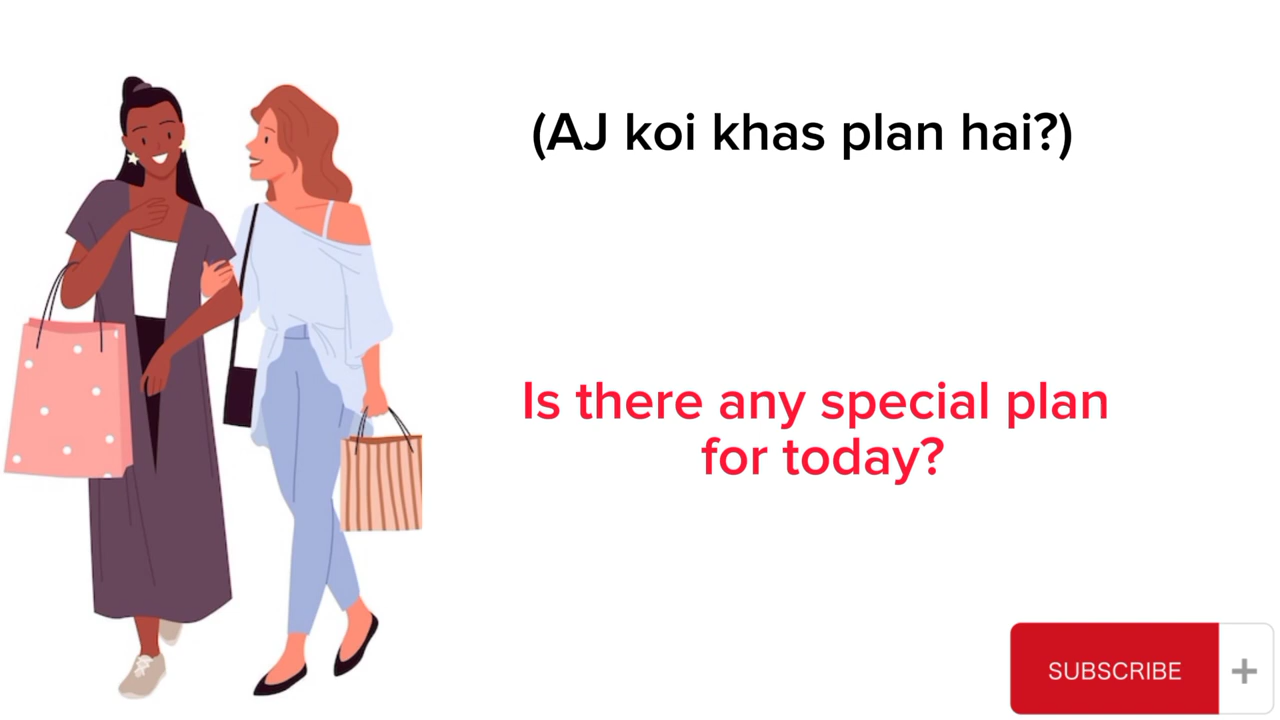 (AJ koi khas plan hai?)
Is there any special plan
for today?
SUBSCRIBE